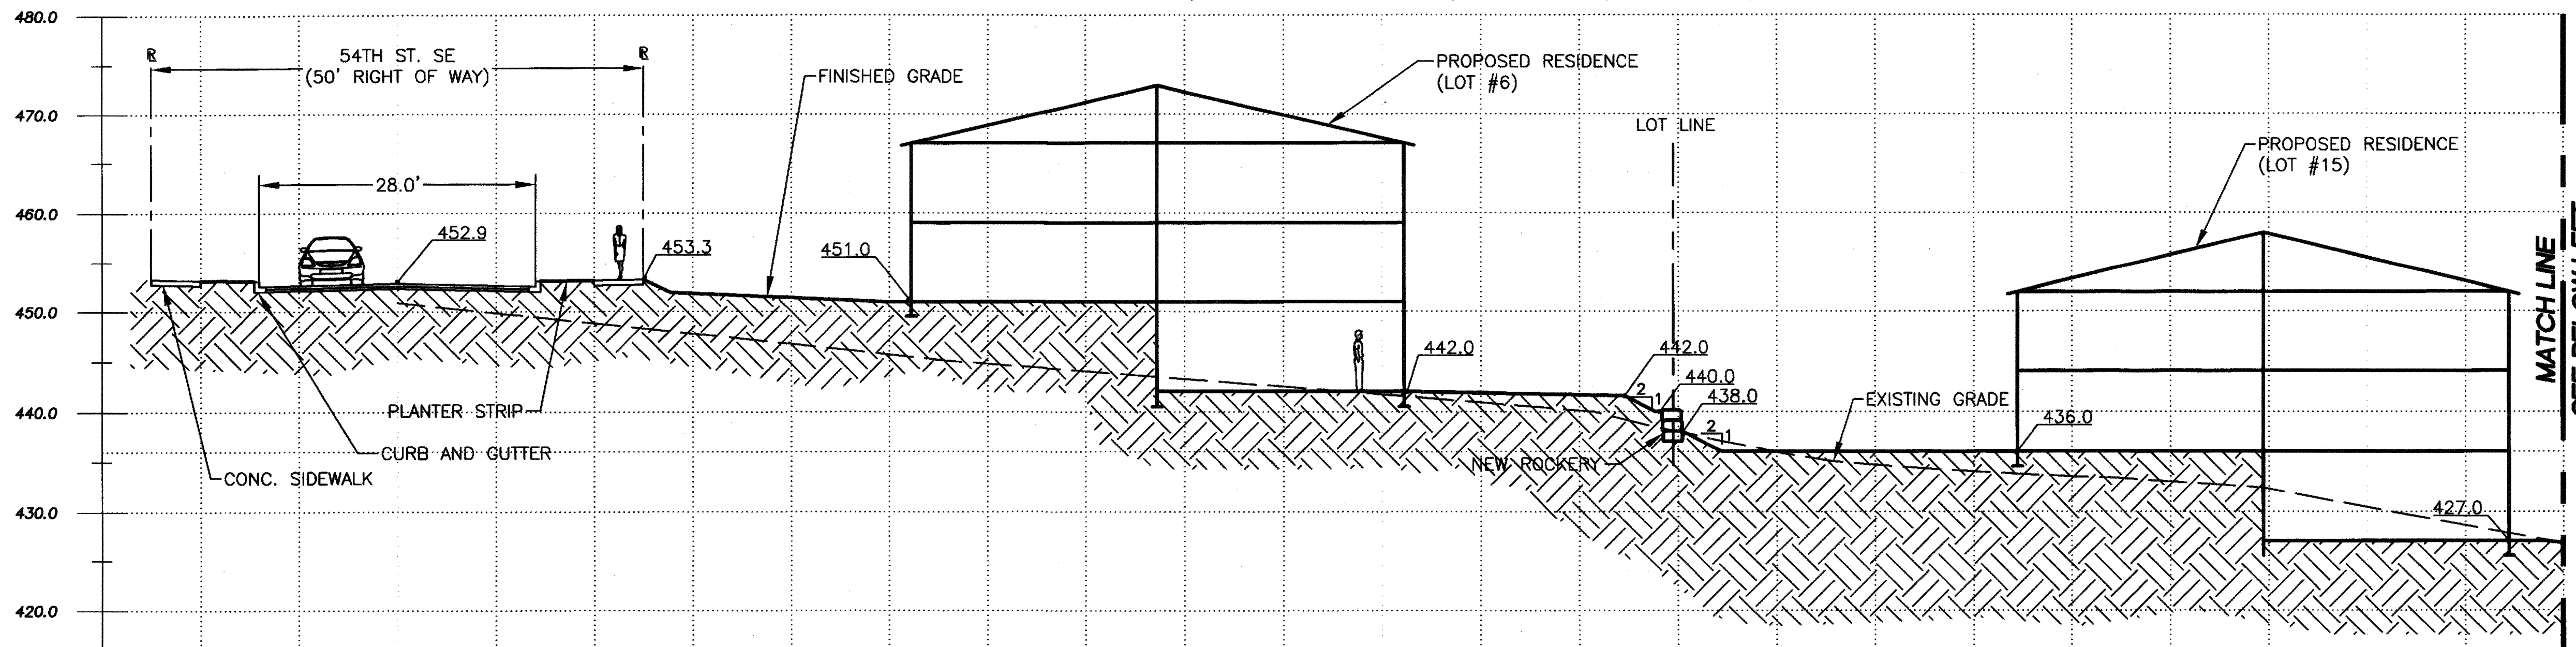 480.0
470.0
460.0
450.0
440.0
430.0
420.0
54TH ST. SE
(50' RIGHT OF WAY)
28.0'
452.9
453.3
FINISHED GRADE
451.0
PROPOSED RESIDENCE
(LOT #6)
LOT LINE
PROPOSED RESIDENCE
(LOT #15)
442.0
442.0
2
1
440.0
438.0
2
1
EXISTING GRADE
436.0
427.0
PLANTER STRIP
CURB AND GUTTER
CONC. SIDEWALK
NEW ROCKERY
MATCH LINE